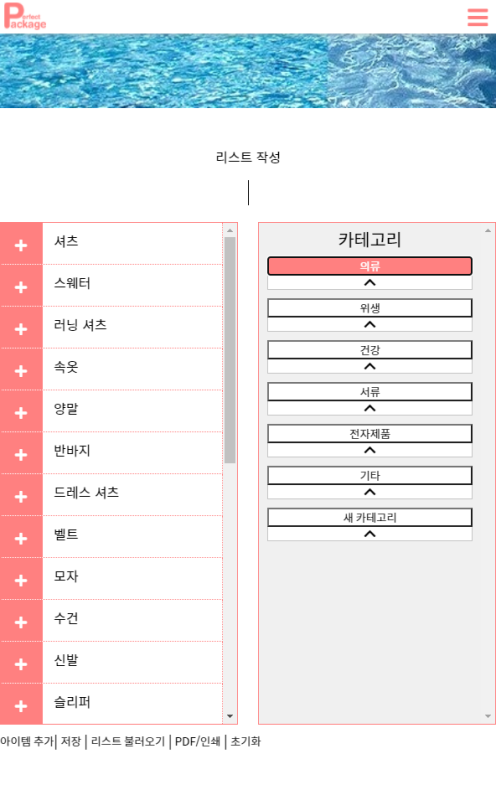 Perfect
Package
리스트 작성
셔츠
스웨터
러닝 셔츠
속옷
양말
반바지
드레스 셔츠
벨트
모자
수건
신발
슬리퍼
카테고리
의류
위생
건강
서류
전자제품
기타
새 카테고리
아이템 추가| 저장 | 리스트 불러오기 | PDF/인쇄 | 초기화